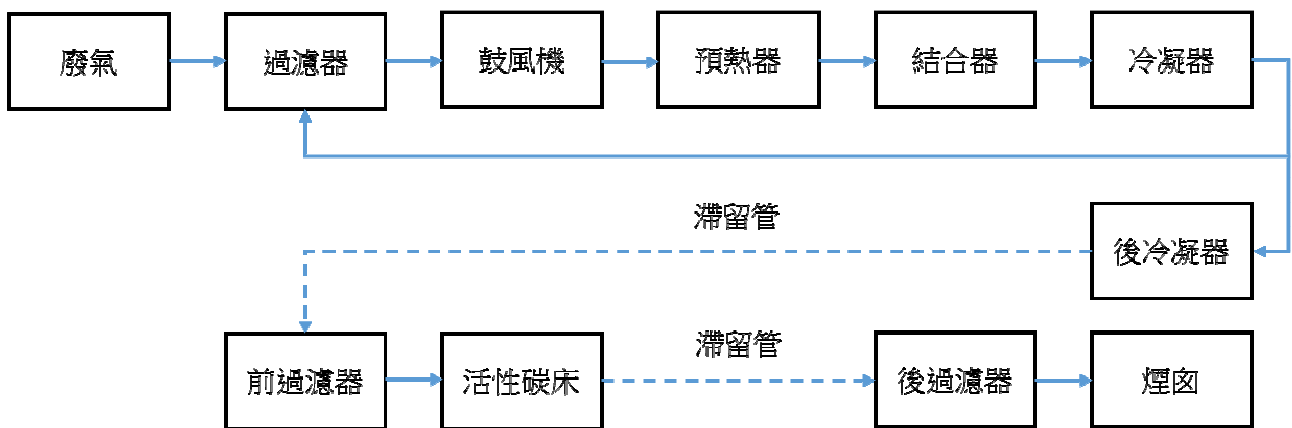 廢氣
過濾器
鼓風機
預熱器
結合器
冷凝器
滯留管
後冷凝器
前過濾器
活性碳床
滯留管
後過濾器
煙囪